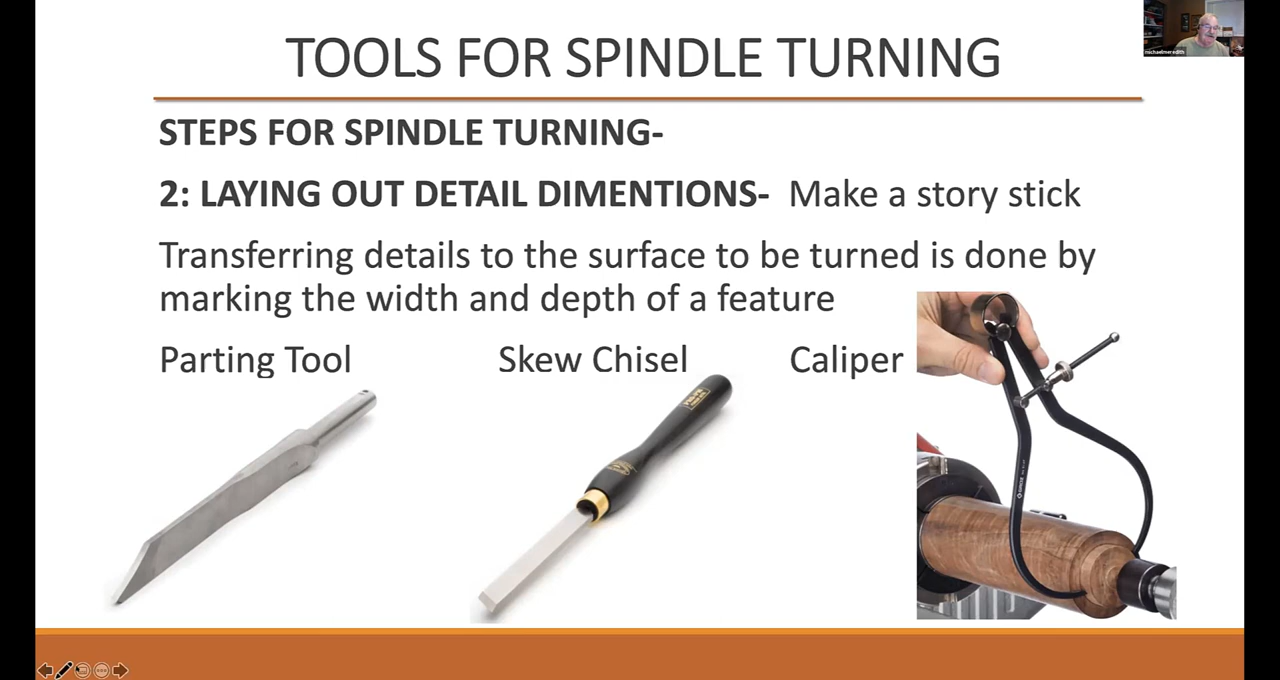 TOOLS FOR SPINDLE TURNING
michaelmeredith
STEPS FOR SPINDLE TURNING-
2: LAYING OUT DETAIL DIMENTIONS- Make a story stick
Transferring details to the surface to be turned is done by
marking the width and depth of a feature
Parting Tool Skew Chisel Caliper